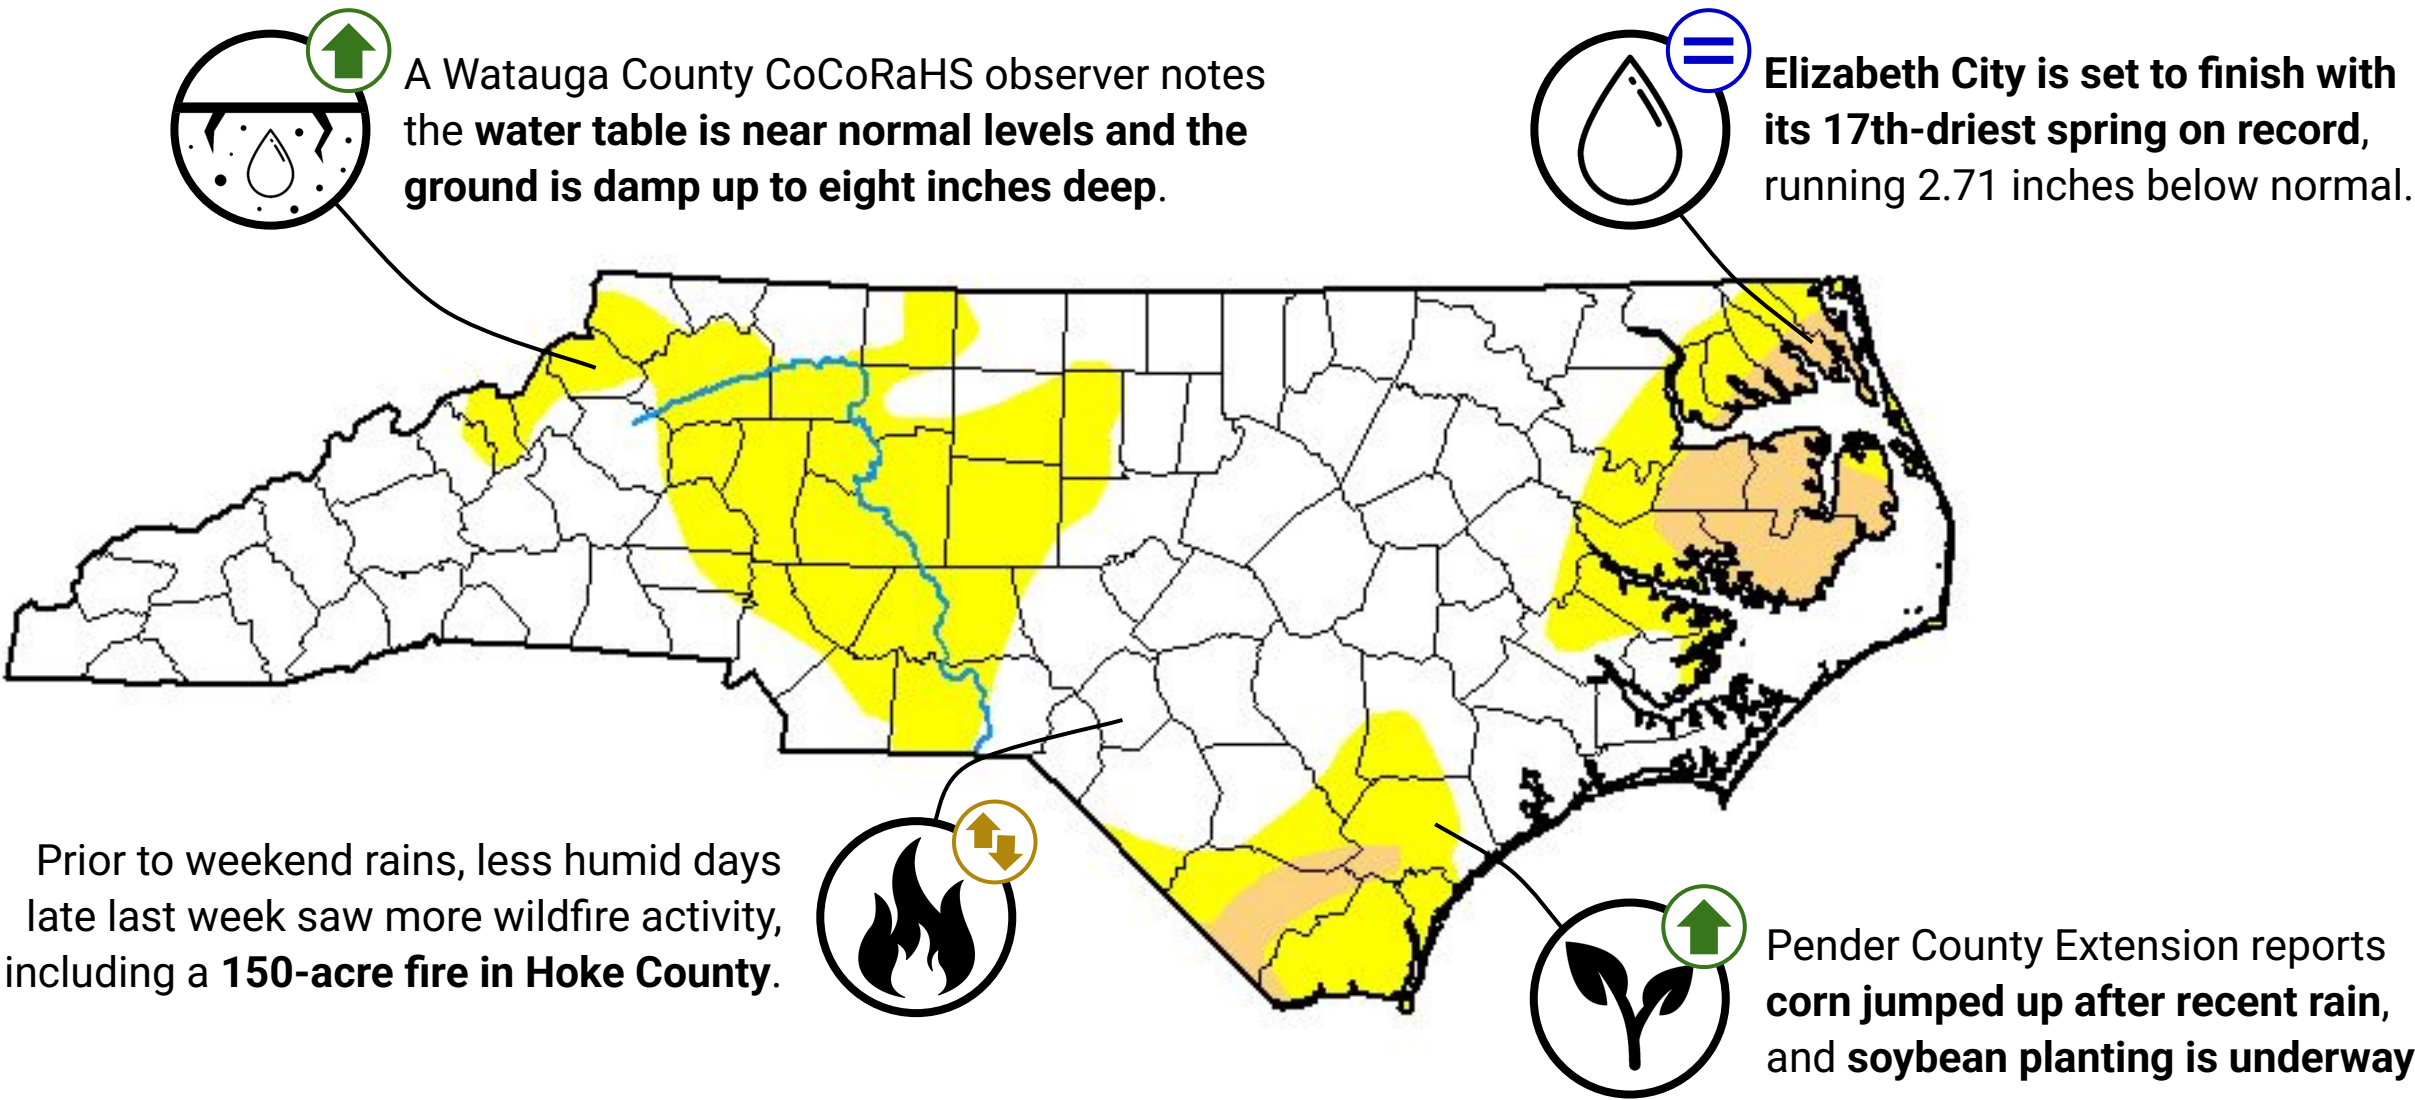 A Watauga County CoCoRaHS observer notes
the water table is near normal levels and the
ground is damp up to eight inches deep.
Elizabeth City is set to finish with
its 17th-driest spring on record,
running 2.71 inches below normal.
Prior to weekend rains, less humid days
late last week saw more wildfire activity,
including a 150-acre fire in Hoke County.
Pender County Extension reports
corn jumped up after recent rain,
and soybean planting is underway